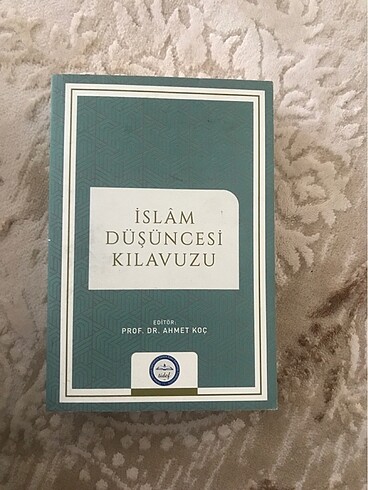 İSLÂM
DÜŞÜNCESİ
KILAVUZU
EDİTÖR:
PROF. DR. AHMET KOÇ